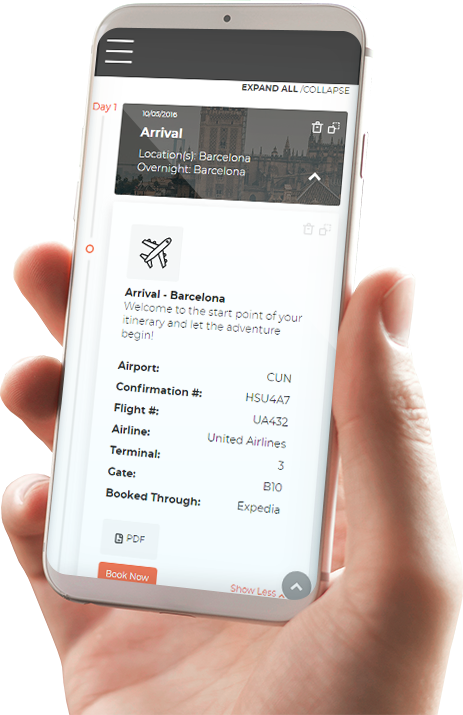 EXPAND ALL /COLLAPSE
Day 1
10/05/2016
Arrival
Location(s): Barcelona
Overnight: Barcelona
Arrival - Barcelona
Welcome to the start point of your
itinerary and let the adventure
begin!
Airport: CUN
Confirmation #: HSU4A7
Flight #: UA432
Airline: United Airlines
Terminal: 3
Gate: B10
Booked Through: Expedia
PDF
Book Now
Show Less